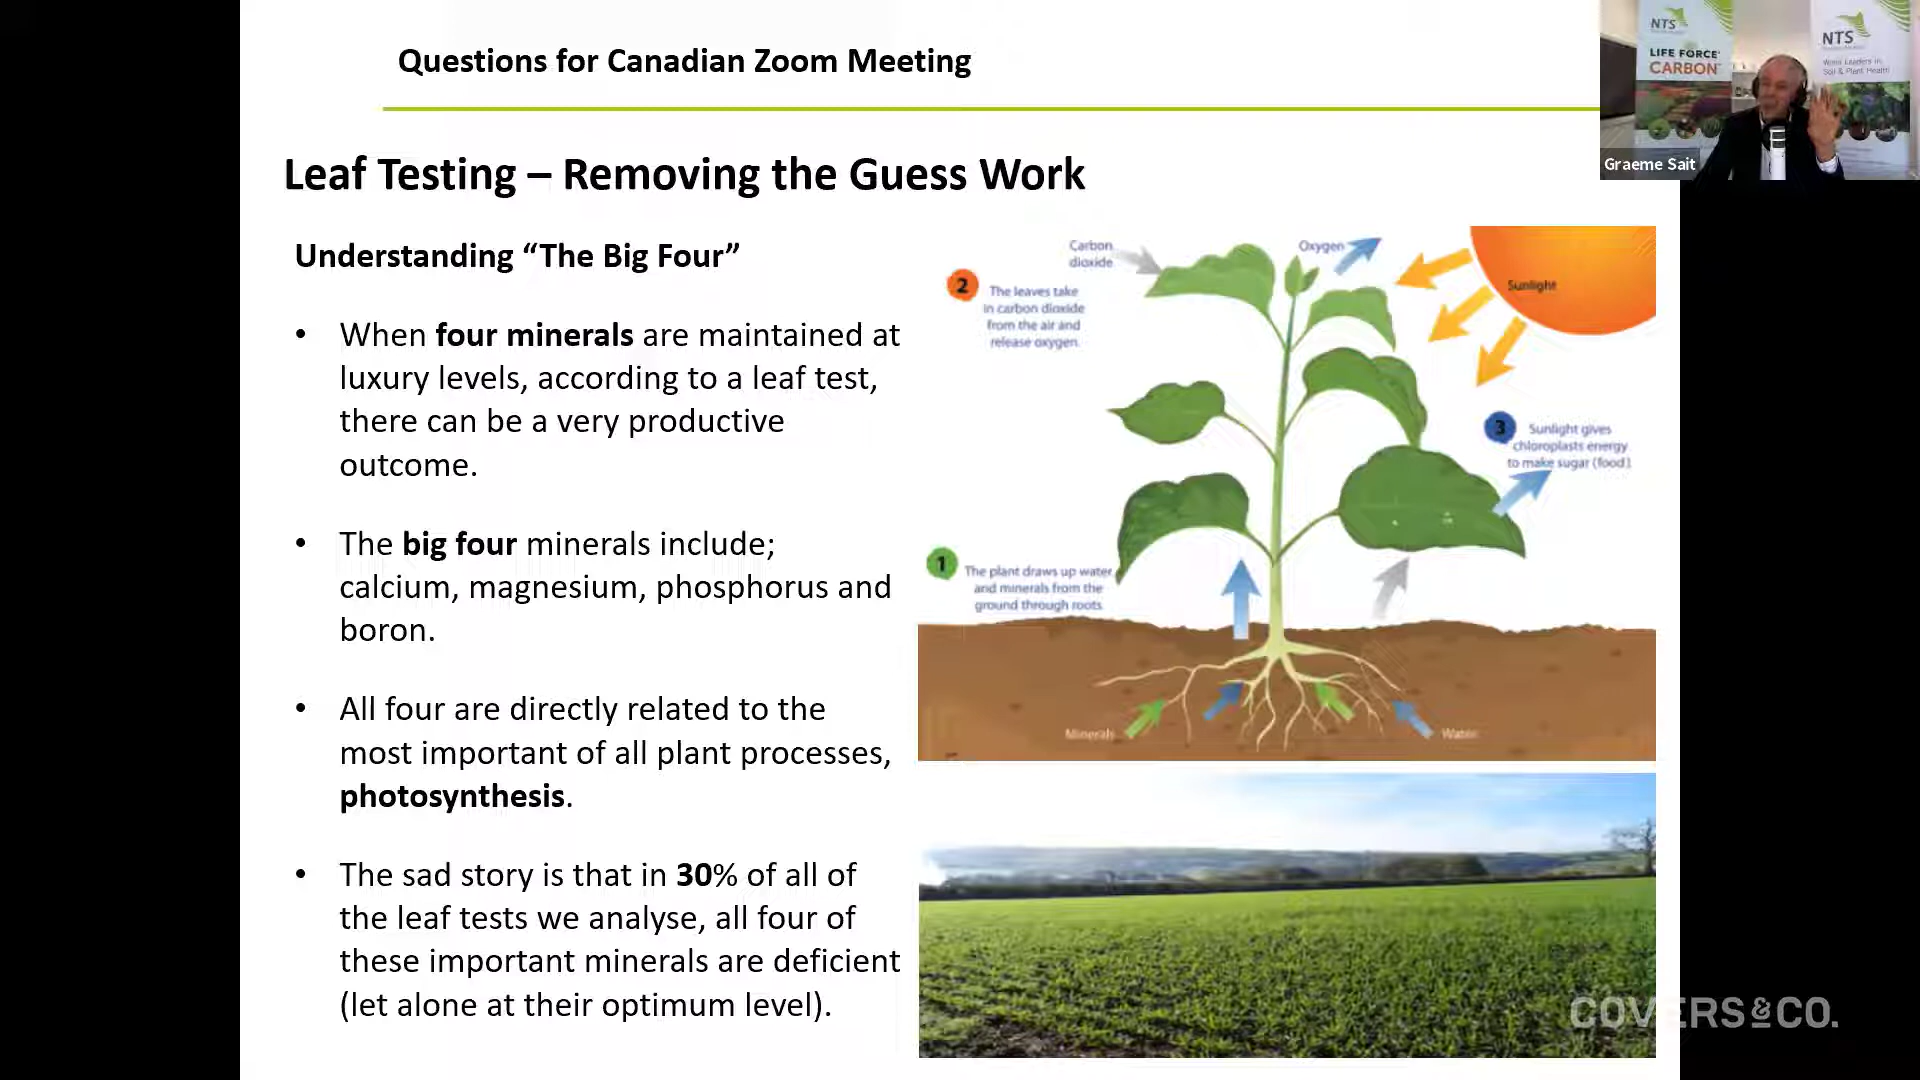 Questions for Canadian Zoom Meeting
NTS
LIFE FORCE
CARBON
NTS
Soil & Plant Health
Graeme Sait
Leaf Testing – Removing the Guess Work
Understanding “The Big Four”
• When four minerals are maintained at
luxury levels, according to a leaf test,
there can be a very productive
outcome.
• The big four minerals include;
calcium, magnesium, phosphorus and
boron.
• All four are directly related to the
most important of all plant processes,
photosynthesis.
• The sad story is that in 30% of all of
the leaf tests we analyse, all four of
these important minerals are deficient
(let alone at their optimum level).
Carbon
dioxide
Oxygen
Sunlight
2
The leaves take
in carbon dioxide
from the air and
release oxygen.
3
Sunlight gives
chloroplasts energy
to make sugar (food)
1
The plant draws up water
and minerals from the
ground through roots
Minerals
Water
COVERS&CO.